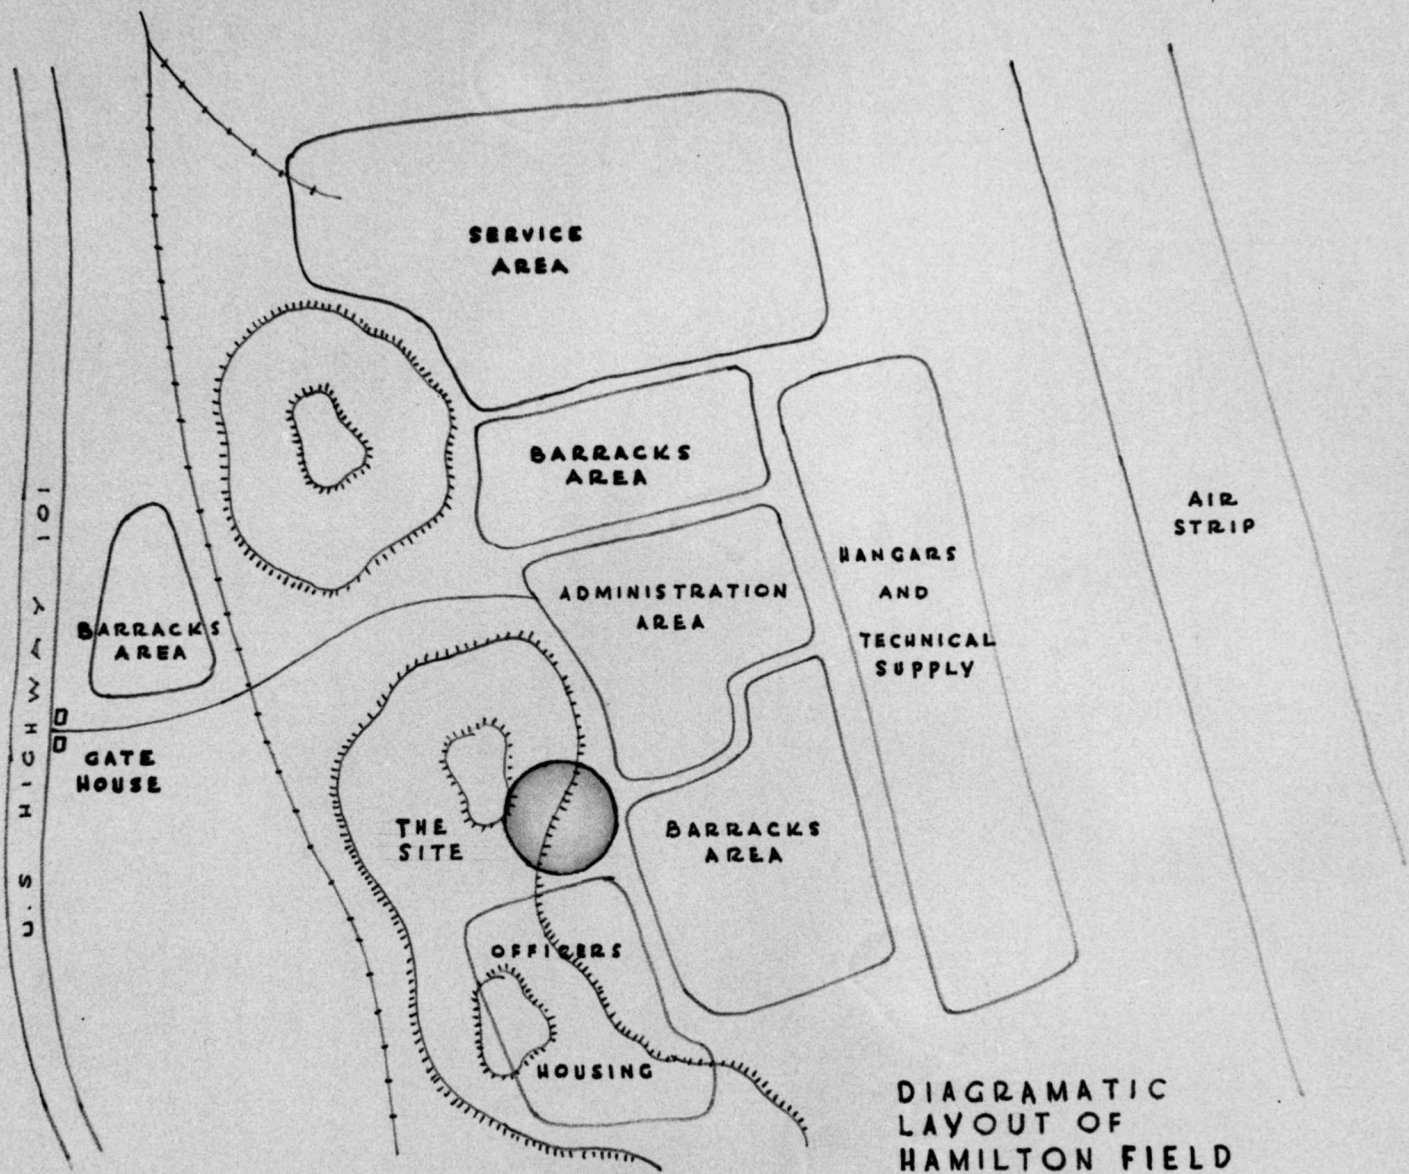 SERVICE
AREA
BARRACKS
AREA
AIR
STRIP
HANGARS
AND
TECHNICAL
SUPPLY
ADMINISTRATION
AREA
BARRACKS
AREA
U.S HIGHWAY 101
GATE
HOUSE
THE
SITE
BARRACKS
AREA
OFFICERS
HOUSING
DIAGRAMATIC
LAYOUT OF
HAMILTON FIELD